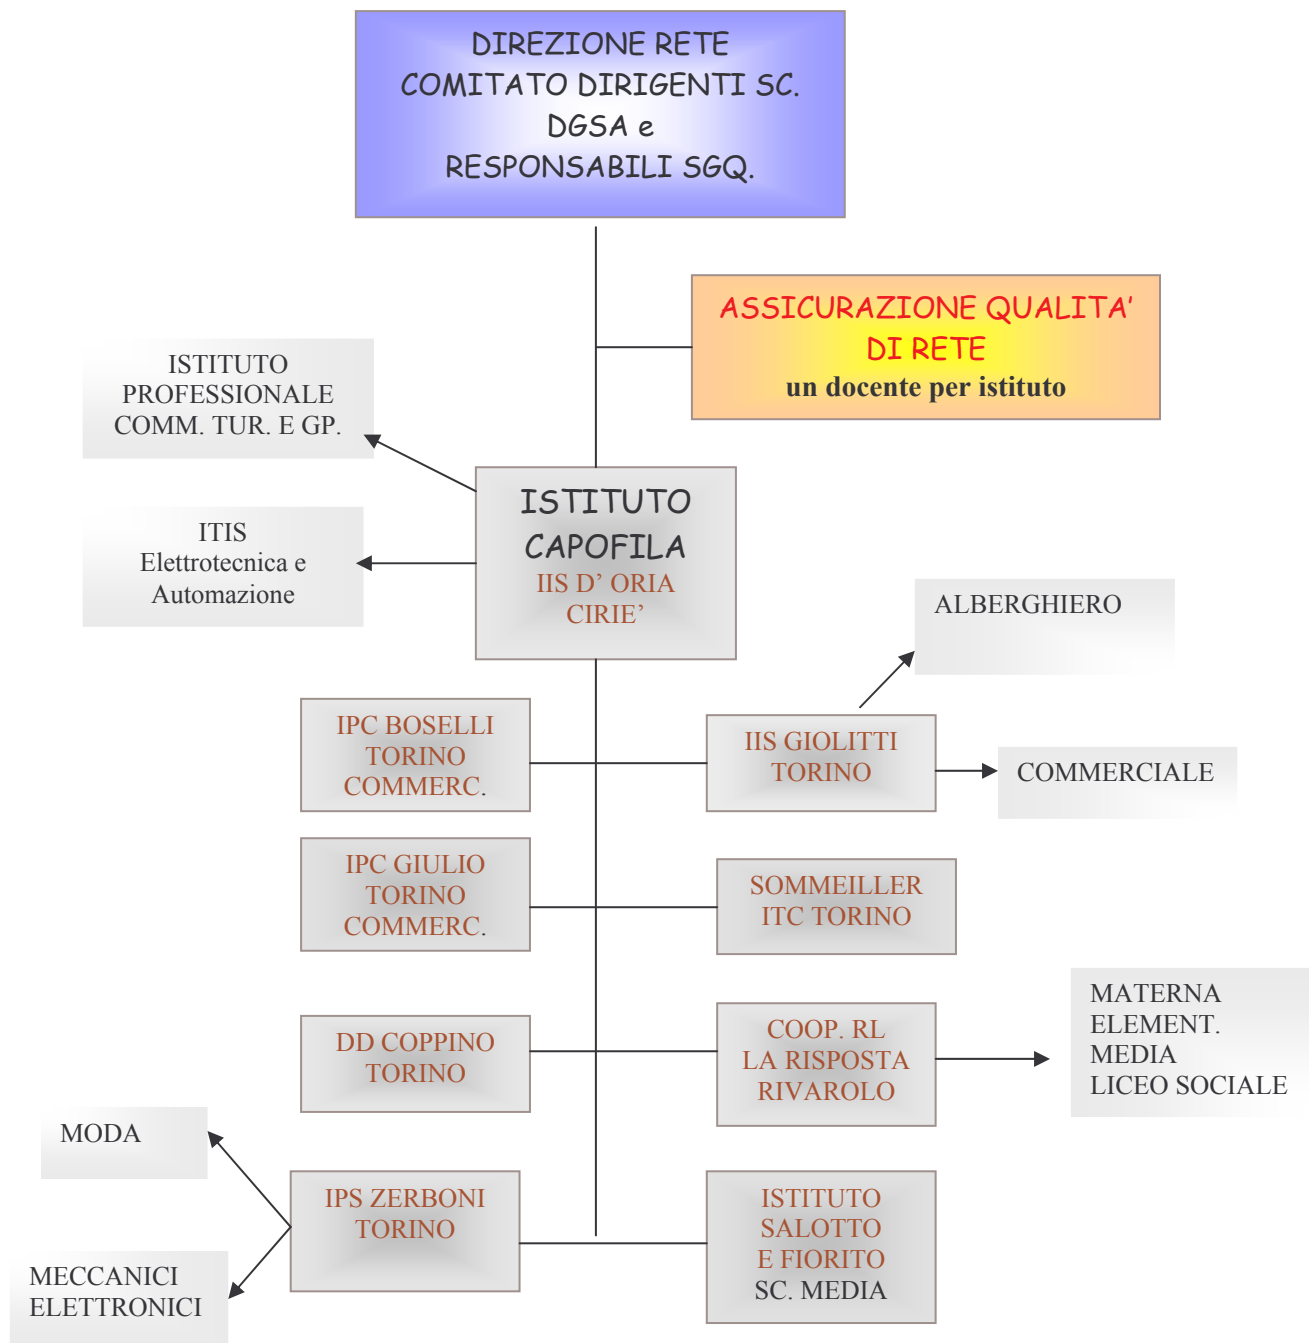 DIREZIONE RETE
COMITATO DIRIGENTI SC.
DGSA e
RESPONSABILI SGQ.
ASSICURAZIONE QUALITA'
DI RETE
un docente per istituto
ISTITUTO
PROFESSIONALE
COMM. TUR. E GP.
ISTITUTO
CAPOFILA
IIS D' ORIA
CIRIE'
ITIS
Elettrotecnica e
Automazione
ALBERGHIERO
IPC BOSELLI
TORINO
COMMERC.
IIS GIOLITTI
TORINO
COMMERCIALE
IPC GIULIO
TORINO
COMMERC.
SOMMEILLER
ITC TORINO
DD COPPINO
TORINO
COOP. RL
LA RISPOSTA
RIVAROLO
MATERNA
ELEMENT.
MEDIA
LICEO SOCIALE
MODA
IPS ZERBONI
TORINO
ISTITUTO
SALOTTO
E FIORITO
SC. MEDIA
MECCANICI
ELETTRONICI